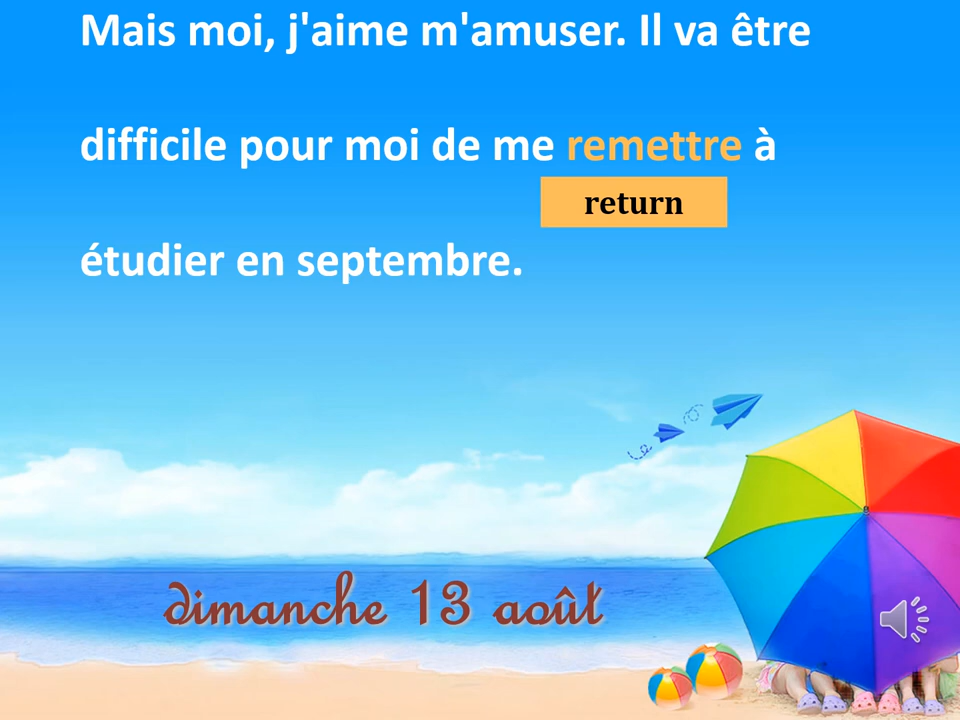 Mais moi, j'aime m'amuser. Il va être
difficile pour moi de me remettre à
return
étudier en septembre.
dimanche 13 août